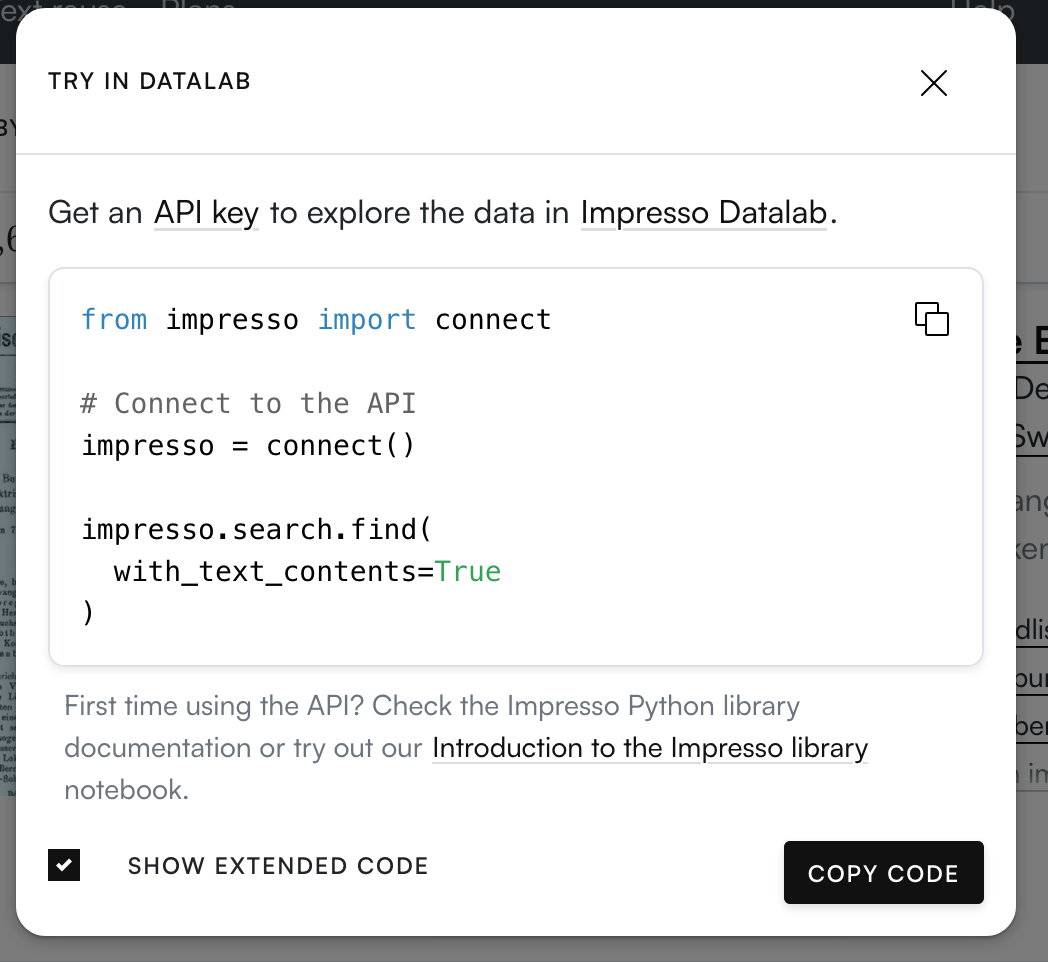 Plans
Help
TRY IN DATALAB
Get an API key to explore the data in Impresso Datalab.
from impresso import connect
# Connect to the API
impresso = connect()
impresso.search.find(
with_text_contents=True
)
First time using the API? Check the Impresso Python library
documentation or try out our Introduction to the Impresso library
notebook.
SHOW EXTENDED CODE
COPY CODE